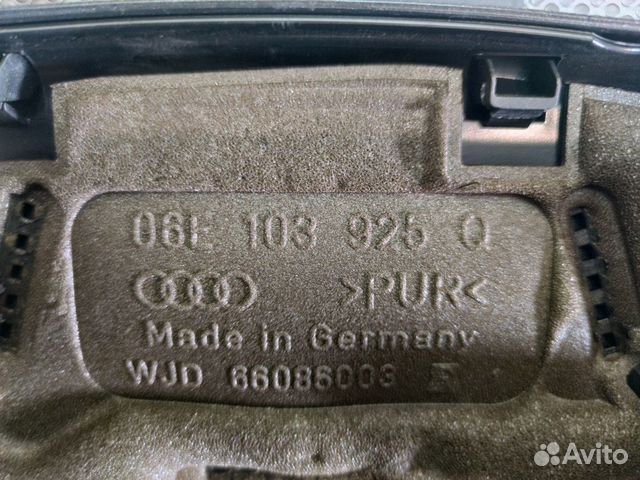 06E 103 925 Q
>PUR<
Made in Germany
WJD 66086003 F
Avito